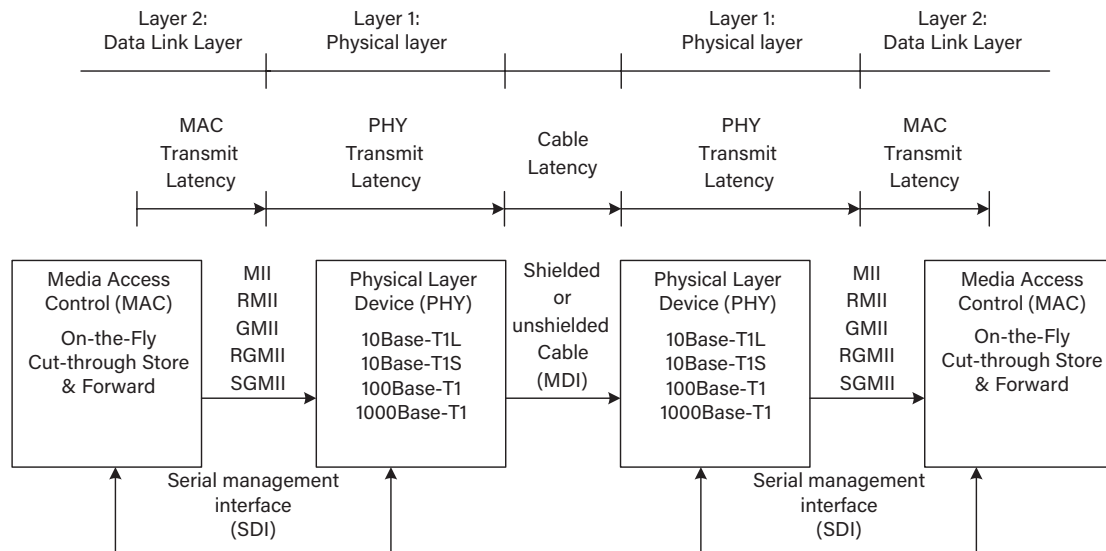 Layer 2:
Data Link Layer
Layer 1:
Physical layer
Layer 1:
Physical layer
Layer 2:
Data Link Layer
MAC
Transmit
Latency
PHY
Transmit
Latency
Cable
Latency
PHY
Transmit
Latency
MAC
Transmit
Latency
Media Access
Control (MAC)
On-the-Fly
Cut-through Store
& Forward
MII
RMII
GMII
RGMII
SGMII
Physical Layer
Device (PHY)
10Base-T1L
10Base-T1S
100Base-T1
1000Base-T1
Shielded
or
unshielded
Cable
(MDI)
Physical Layer
Device (PHY)
10Base-T1L
10Base-T1S
100Base-T1
1000Base-T1
MII
RMII
GMII
RGMII
SGMII
Media Access
Control (MAC)
On-the-Fly
Cut-through Store
& Forward
Serial management
interface
(SDI)
Serial management
interface
(SDI)